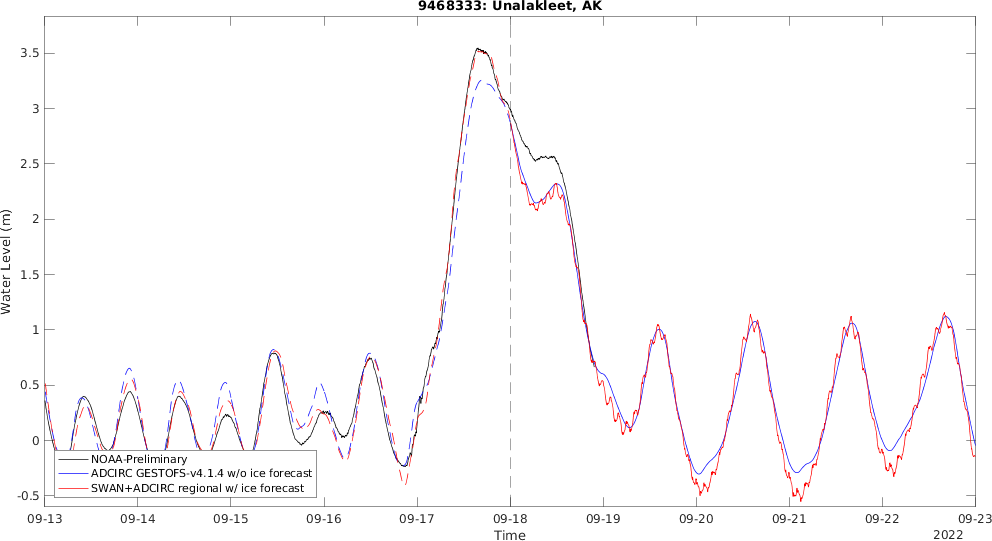 9468333: Unalakleet, AK
Water Level (m)
3.5
3
2.5
2
1.5
1
0.5
0
-0.5
NOAA-Preliminary
ADCIRC GESTOFS-v4.1.4 w/o ice forecast
SWAN+ADCIRC regional w/ ice forecast
09-13 09-14 09-15 09-16 09-17 09-18 09-19 09-20 09-21 09-22 09-23
Time
2022